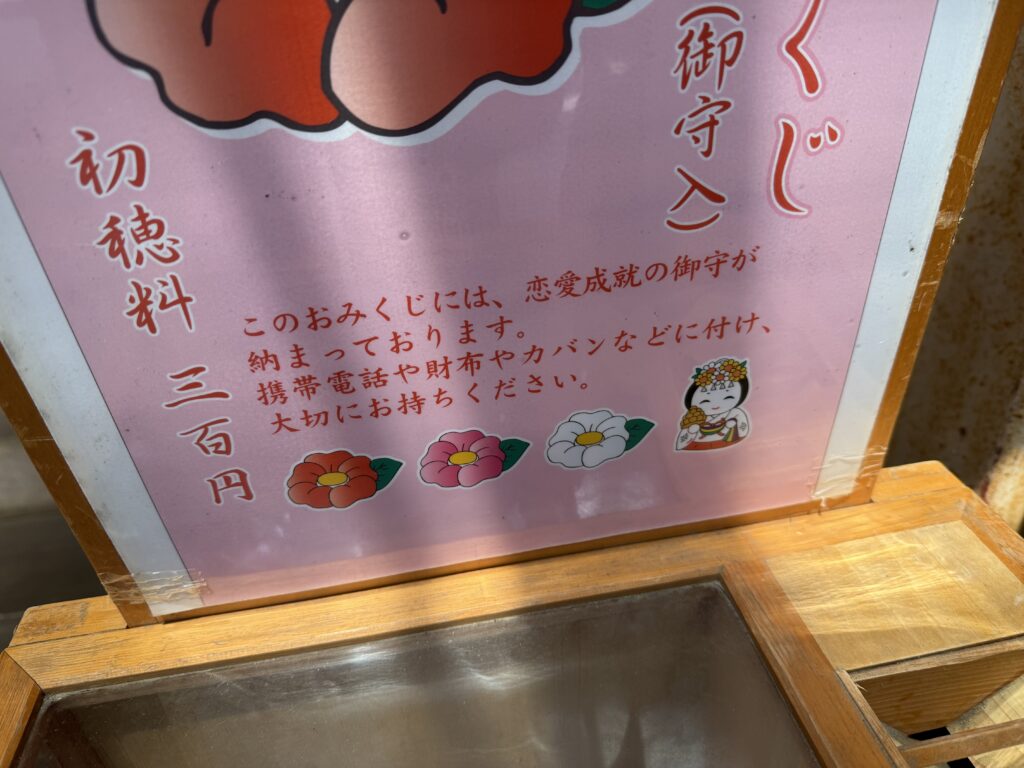 くじ
(御守入)
このおみくじには、恋愛成就の御守が
納まっております。
携帯電話や財布やカバンなどに付け、
大切にお持ちください。
初穂料 三百円